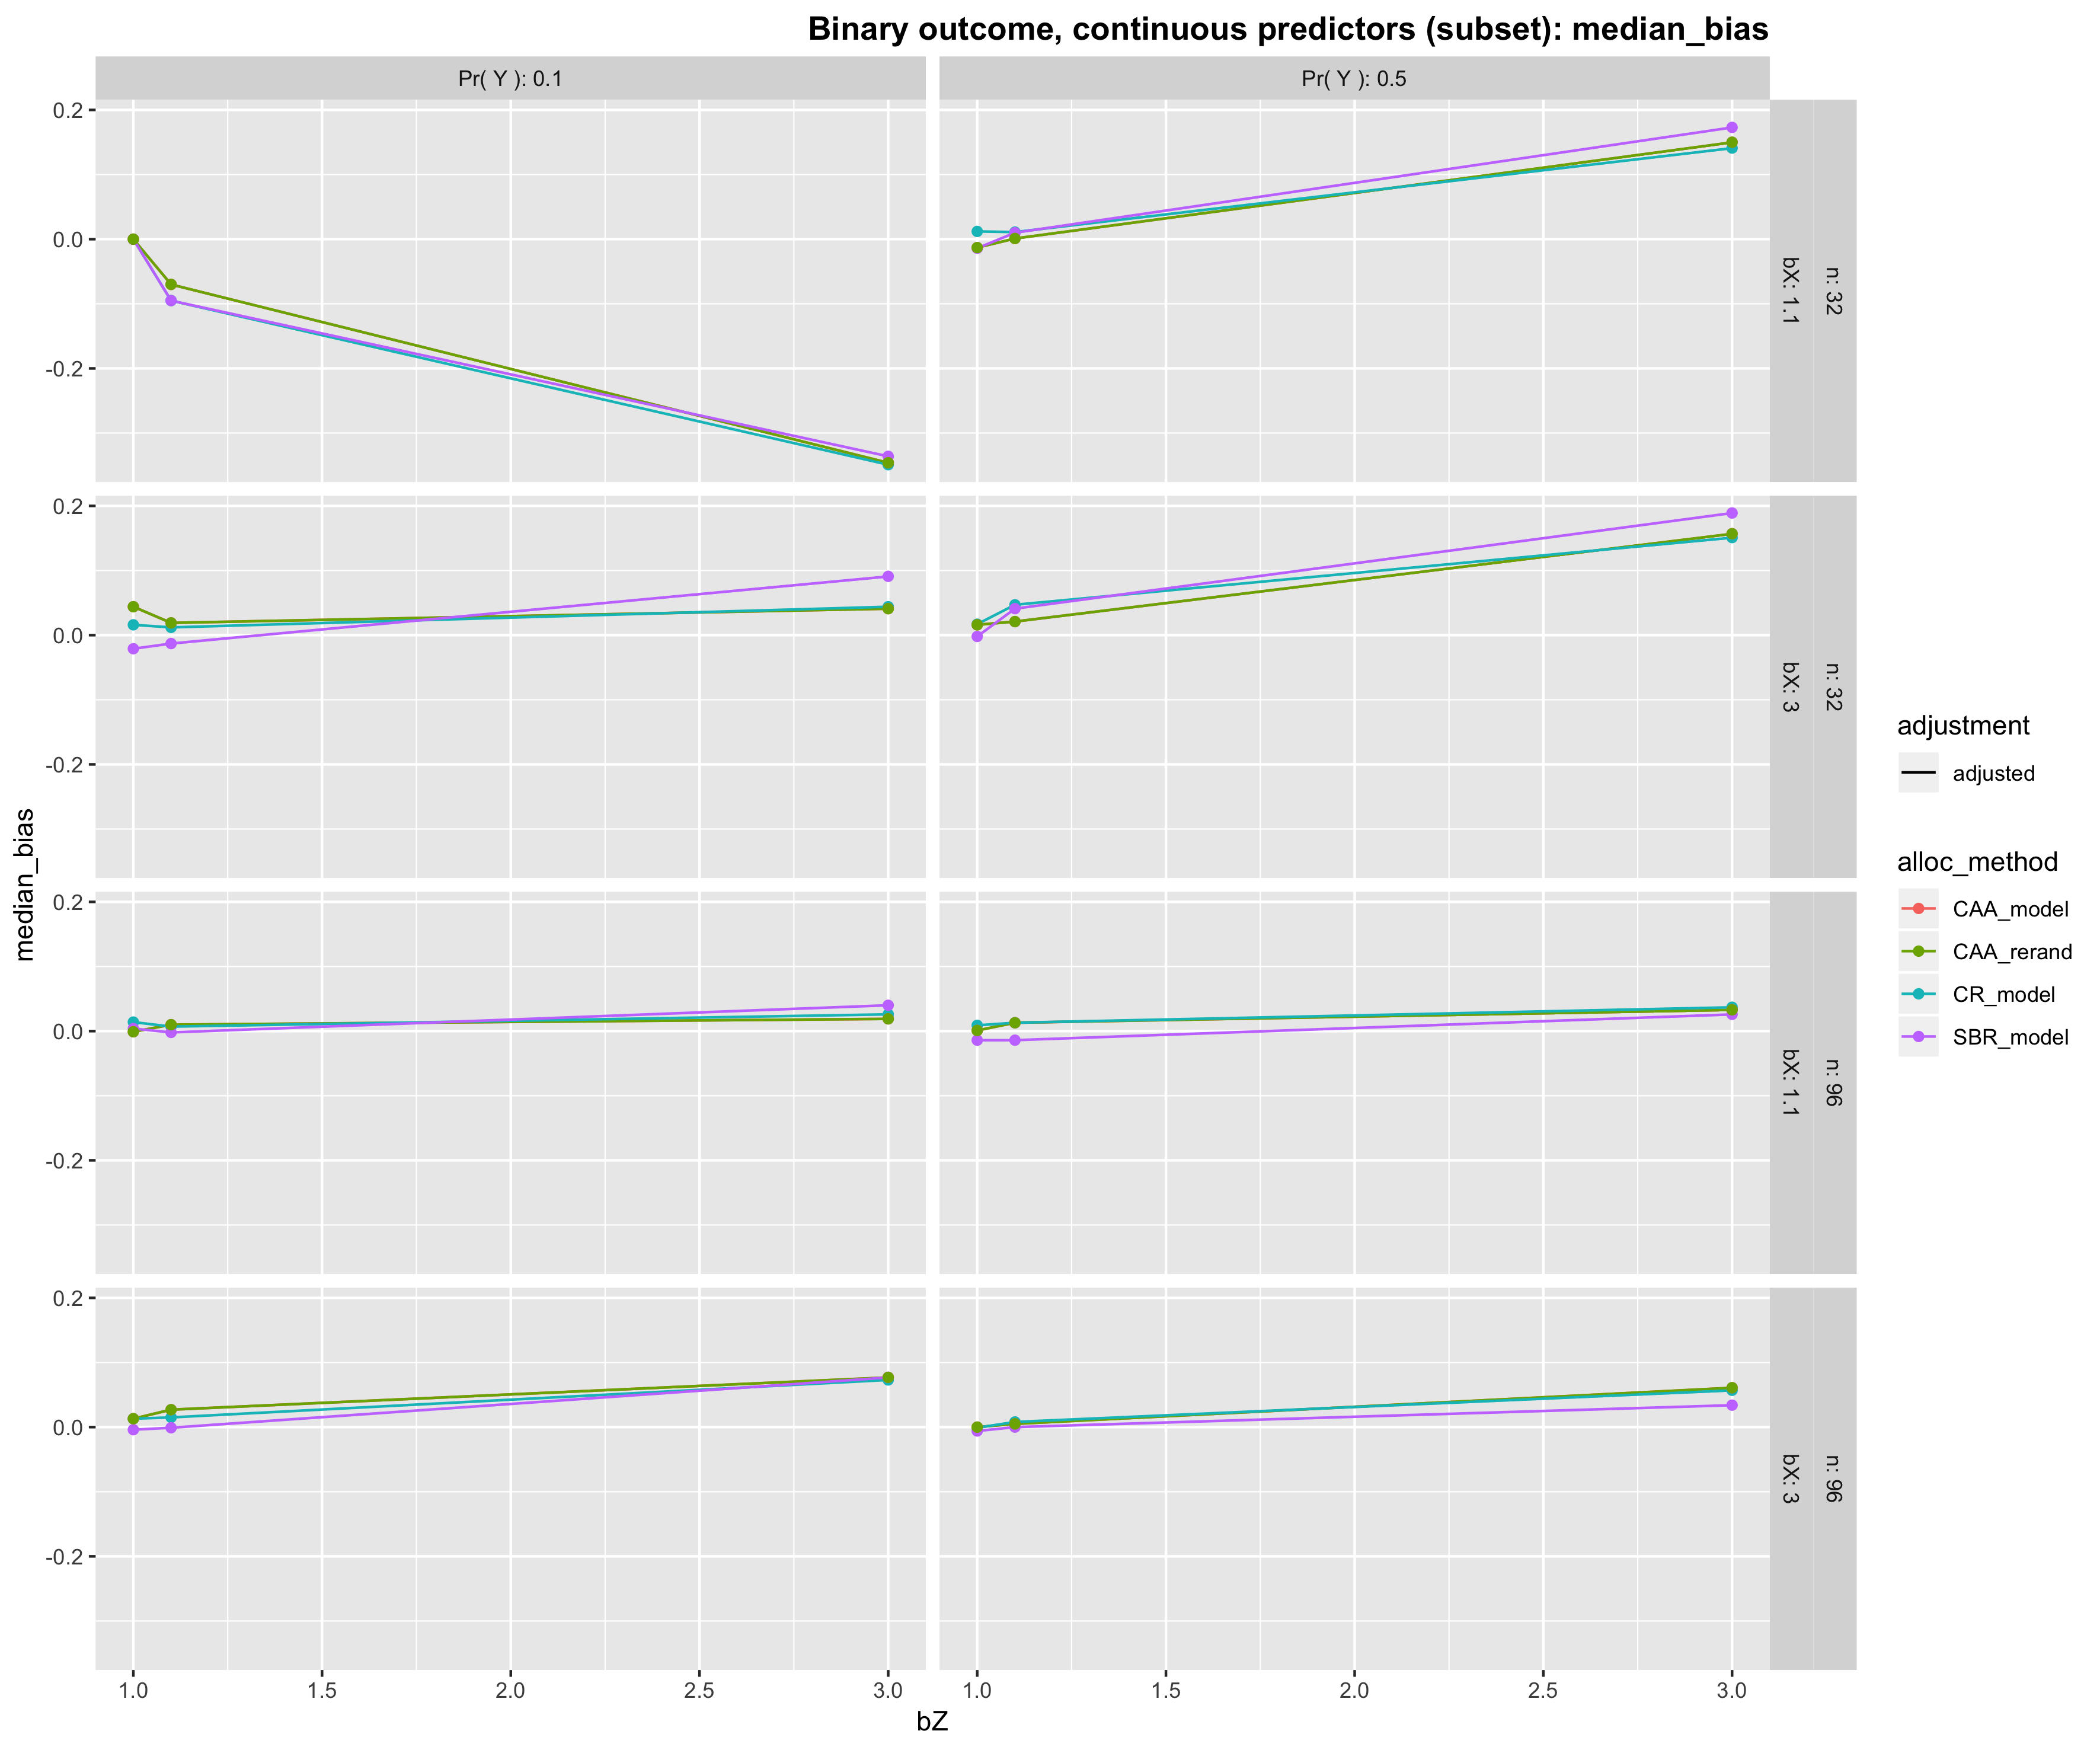 Binary outcome, continuous predictors (subset): median_bias
Pr( Y ): 0.1
Pr( Y ): 0.5
0.2
0.0
-0.2
bX: 1.1
n: 32
0.2
0.0
-0.2
bX: 3
n: 32
0.2
0.0
-0.2
bX: 1.1
n: 96
0.2
0.0
-0.2
bX: 3
n: 96
median_bias
1.0 1.5 2.0 2.5 3.0
1.0 1.5 2.0 2.5 3.0
bZ
adjustment
adjusted
alloc_method
CAA_model
CAA_rerand
CR_model
SBR_model